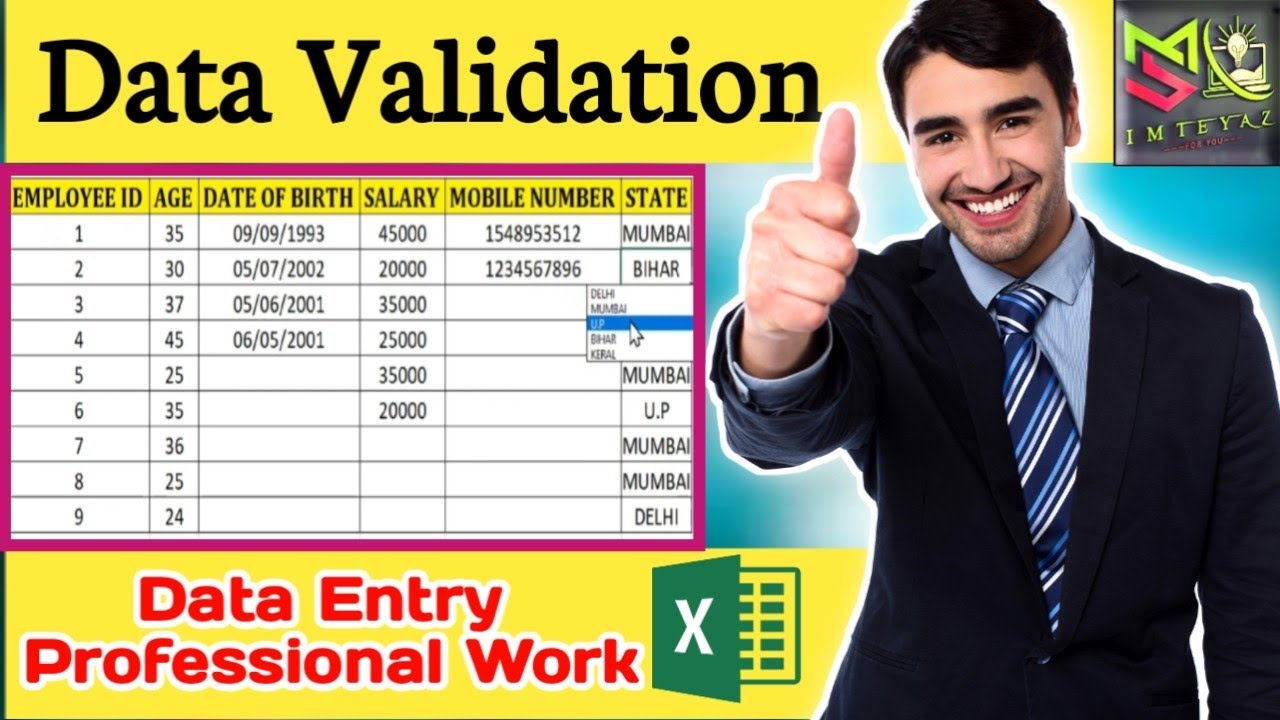 Data Validation
MS
IMTEYAZ
---FOR YOU---
EMPLOYEE ID AGE DATE OF BIRTH SALARY MOBILE NUMBER STATE
1 35 09/09/1993 45000 1548953512 MUMBAI
2 30 05/07/2002 20000 1234567896 BIHAR
3 37 05/06/2001 35000
4 45 06/05/2001 25000
DELHI
MUMBAI
U.P
BIHAR
KERAL
5 25 35000 MUMBAI
6 35 20000 U.P
7 36 MUMBAI
8 25 MUMBAI
9 24 DELHI
Data Entry
Professional Work
X